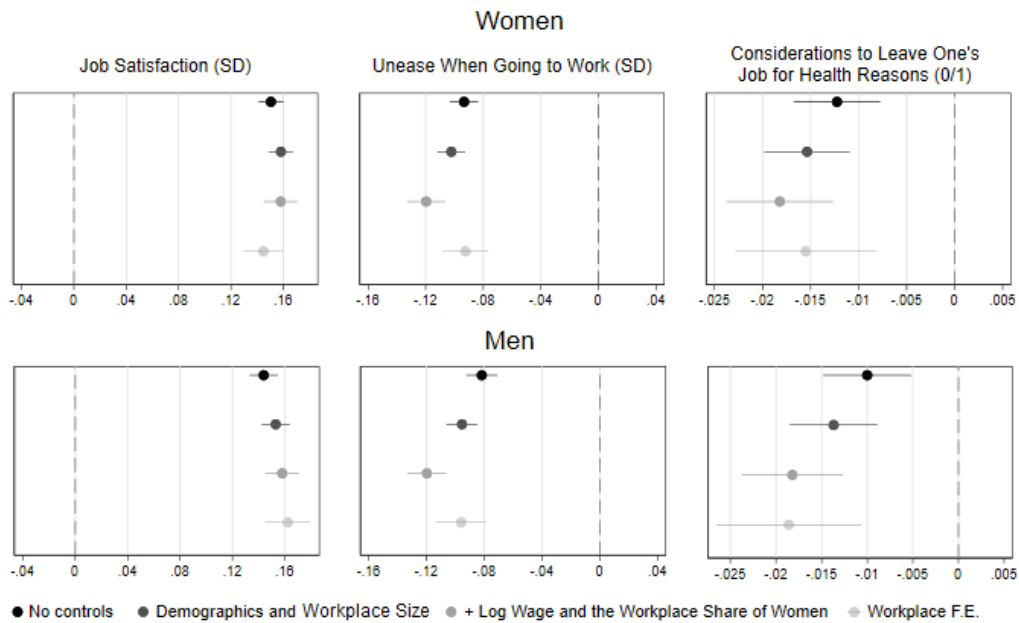 Women
Job Satisfaction (SD)
Unease When Going to Work (SD)
Considerations to Leave One's
Job for Health Reasons (0/1)
-.04 0 .04 .08 .12 .16
-.16 -.12 -.08 -.04 0 .04
-.025 -.02 -.015 -.01 -.005 0 .005
Men
-.04 0 .04 .08 .12 .16
-.16 -.12 -.08 -.04 0 .04
-.025 -.02 -.015 -.01 -.005 0 .005
No controls Demographics and Workplace Size + Log Wage and the Workplace Share of Women Workplace F.E.